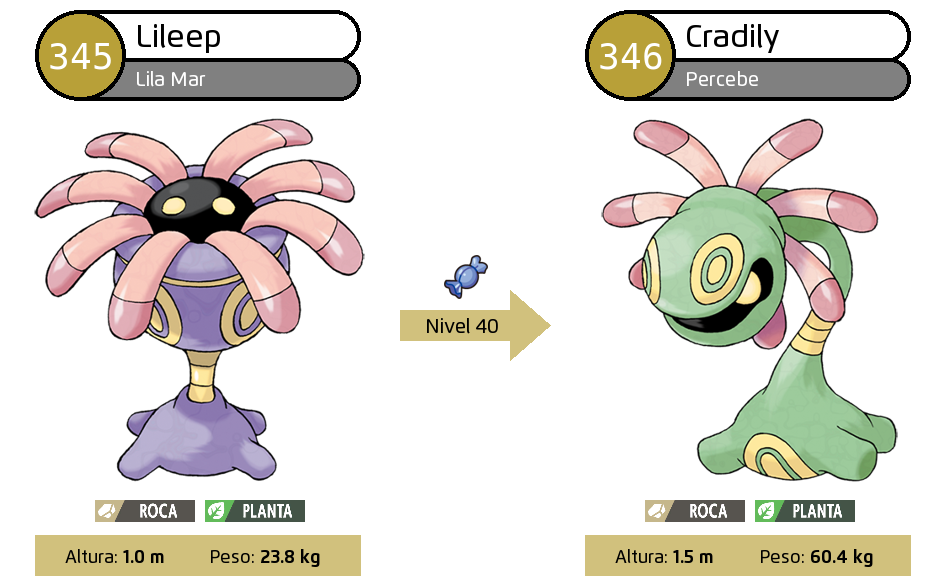 345
Lileep
Lila Mar
346
Cradily
Percebe
Nivel 40
ROCA PLANTA
ROCA PLANTA
Altura: 1.0 m Peso: 23.8 kg
Altura: 1.5 m Peso: 60.4 kg